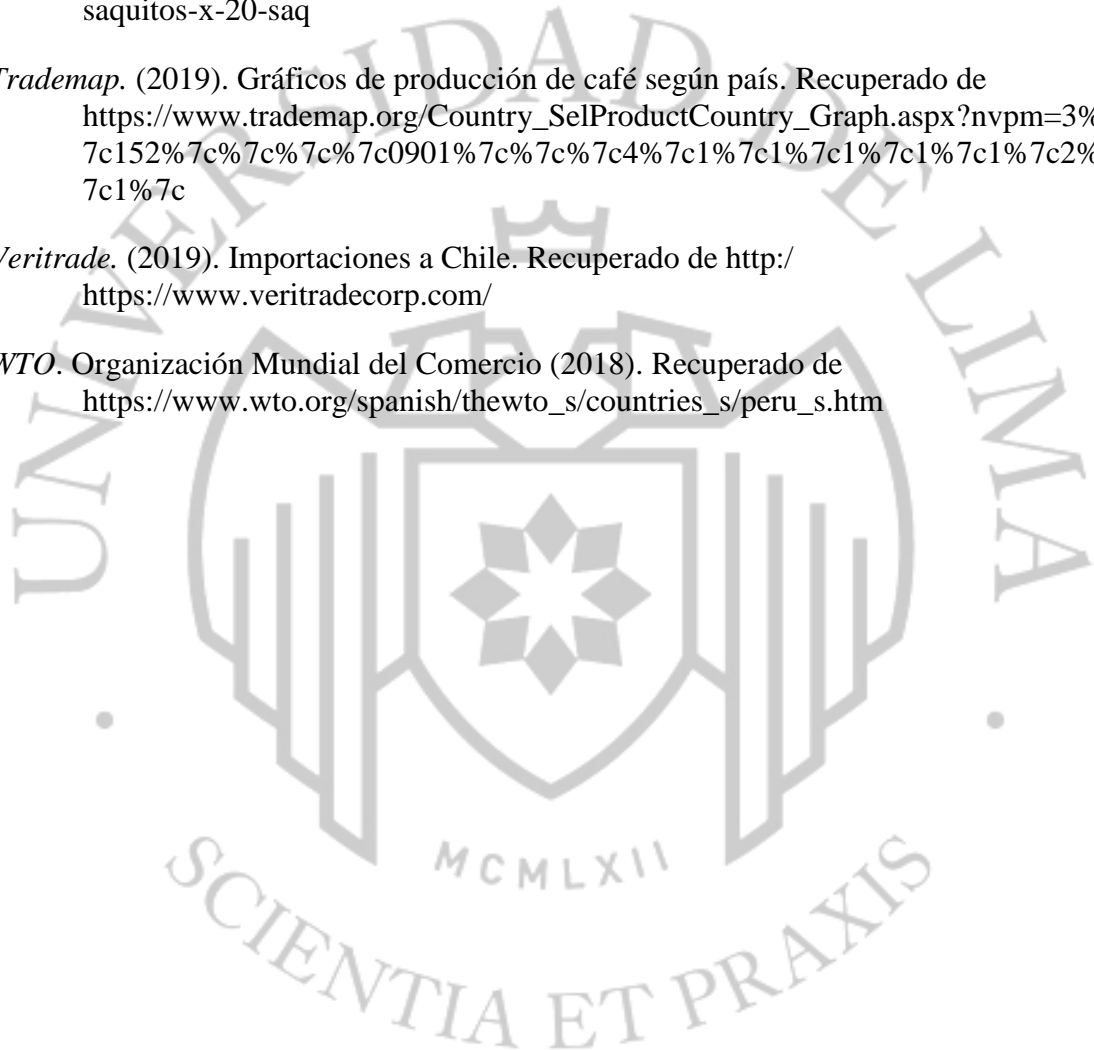 saquitos-x-20-saq
Trademap. (2019). Gráficos de producción de café según país. Recuperado de
https://www.trademap.org/Country_SelProductCountry_Graph.aspx?nvpm=3%
7c152%7c%7c%7c%7c0901%7c%7c%7c4%7c1%7c1%7c1%7c1%7c1%7c2%
7c1%7c
Veritrade. (2019). Importaciones a Chile. Recuperado de http:/
https://www.veritradecorp.com/
WTO. Organización Mundial del Comercio (2018). Recuperado de
https://www.wto.org/spanish/thewto_s/countries_s/peru_s.htm
UNIVERSIDAD DE LIMA
MCMLXII
SCIENTIA ET PRAXIS